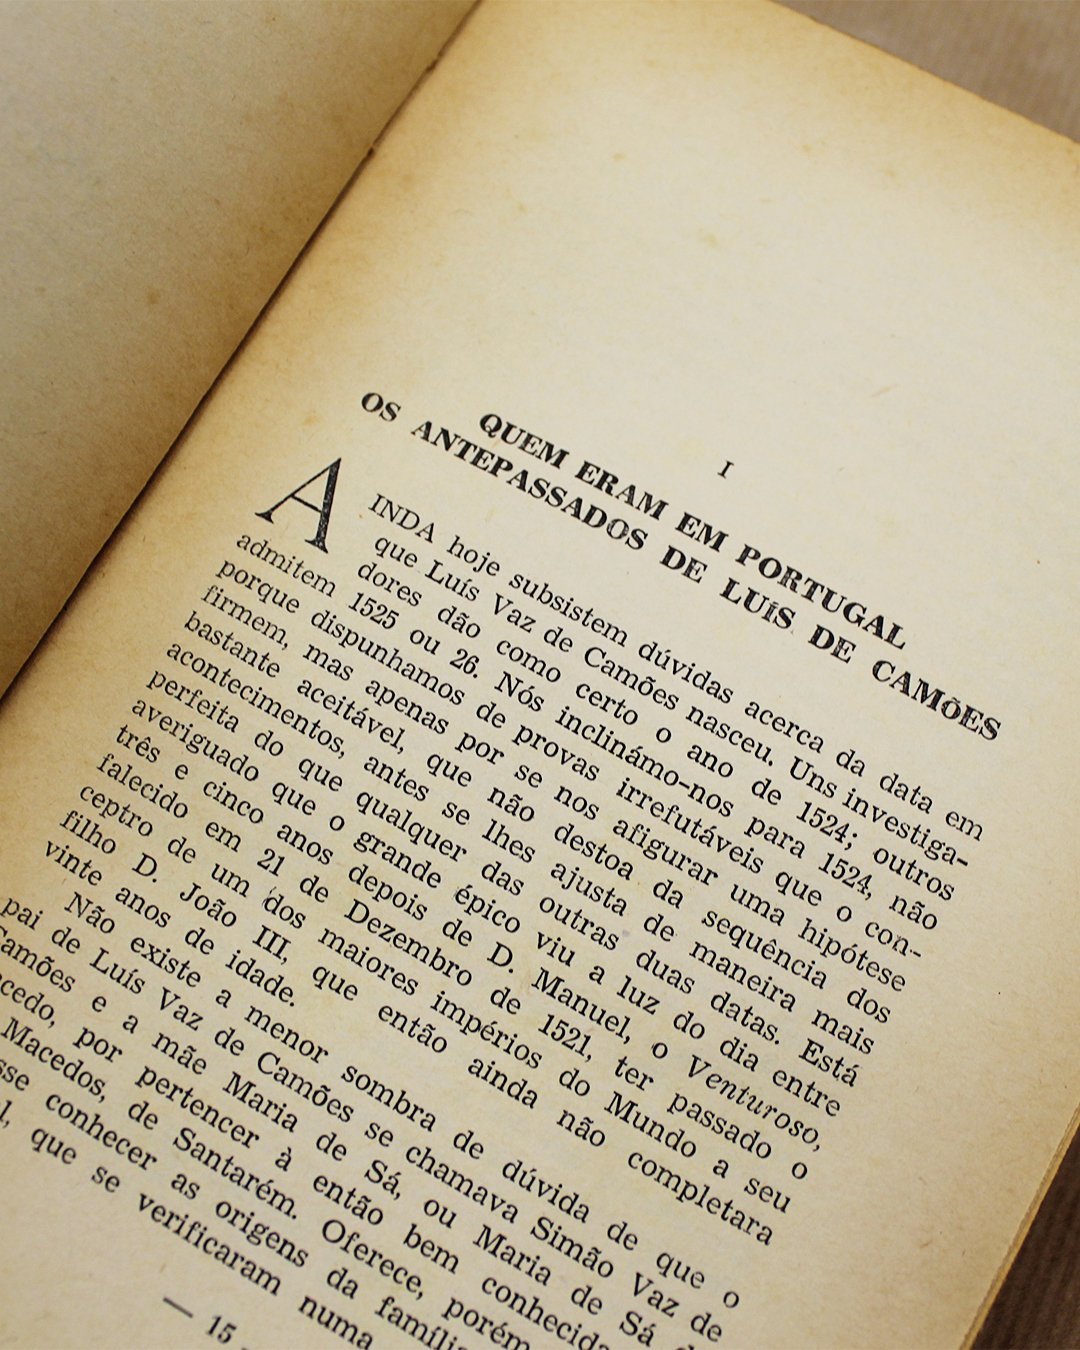 I
QUEM ERAM EM PORTUGAL
OS ANTEPASSADOS DE LUÍS DE CAMÕES
AINDA hoje subsistem dúvidas acerca da data em
que Luís Vaz de Camões nasceu. Uns investiga-
dores dão como certo o ano de 1524; outros
admitem 1525 ou 26. Nós inclinámo-nos para 1524, não
porque dispunhamos de provas irrefutáveis que o con-
firmem, mas apenas por se nos afigurar uma hipótese
bastante aceitável, que não destoa da sequência dos
acontecimentos, antes se lhes ajusta de maneira mais
perfeita do que qualquer das outras duas datas. Está
averiguado que o grande épico viu a luz do dia entre
três e cinco anos depois de D. Manuel, o Venturoso,
falecido em 21 de Dezembro de 1521, ter passado o
ceptro de um dos maiores impérios do Mundo a seu
filho D. João III, que então ainda não completara
vinte anos de idade.
Não existe a menor sombra de dúvida de que o
pai de Luís Vaz de Camões se chamava Simão Vaz de
Camões e a mãe Maria de Sá, ou Maria de Sá
por pertencer à então bem conhecida
Macedos, de Santarém. Oferece, porém
conhecer as origens da família
que se verificaram numa
— 15